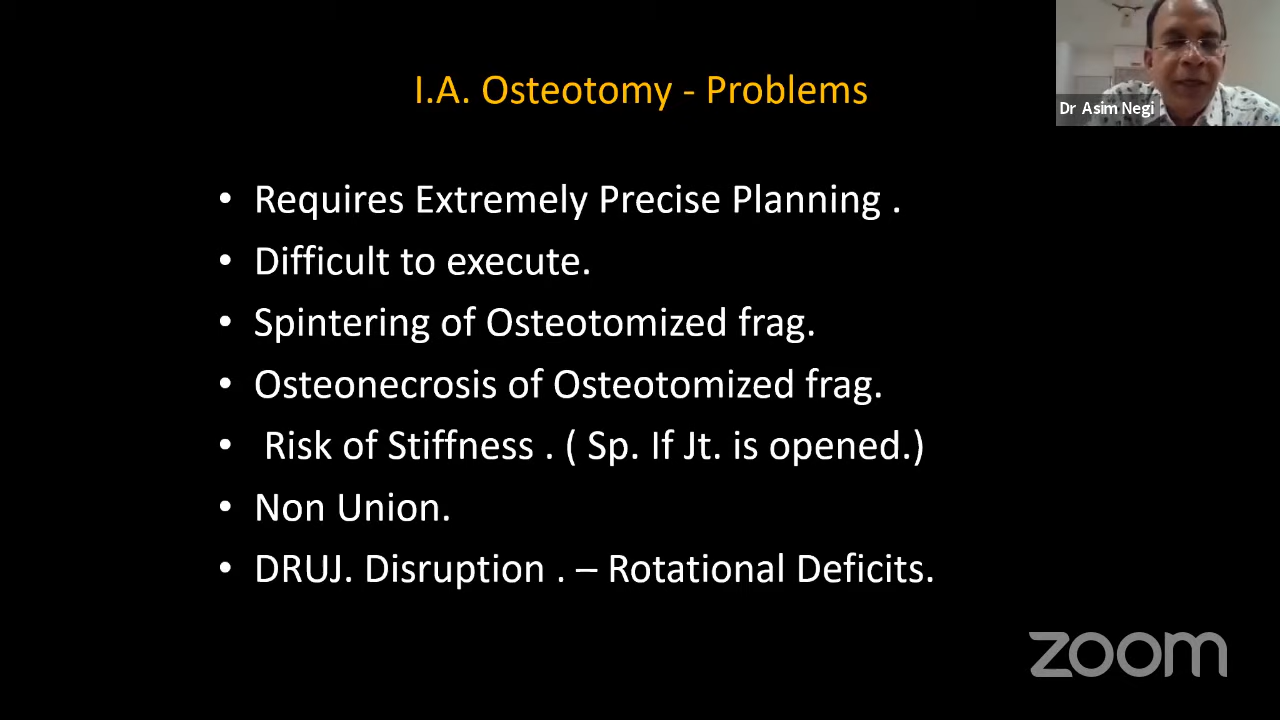 I.A. Osteotomy - Problems
Dr Asim Negi
• Requires Extremely Precise Planning .
• Difficult to execute.
• Spintering of Osteotomized frag.
• Osteonecrosis of Osteotomized frag.
• Risk of Stiffness . ( Sp. If Jt. is opened.)
• Non Union.
• DRUJ. Disruption . – Rotational Deficits.
zoom